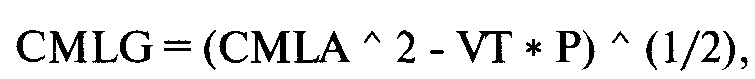 CMLG = (CMLA ^ 2 - VT * P) ^ (1/2),